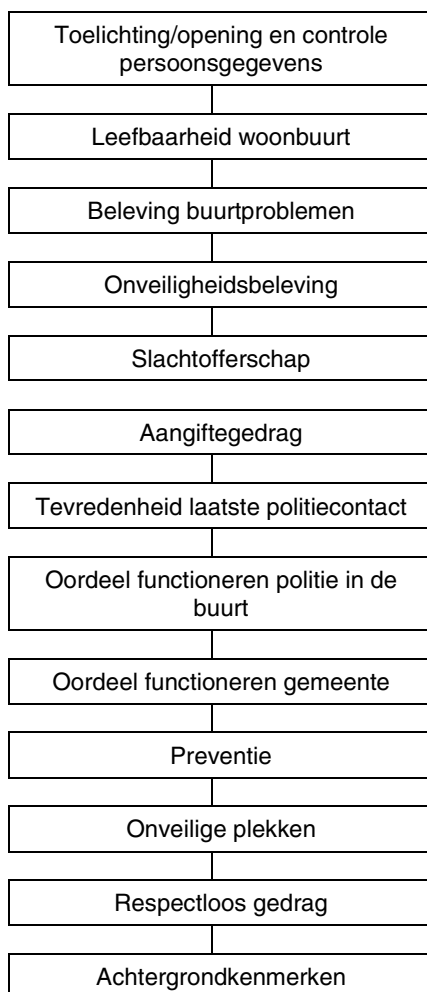 Toelichting/opening en controle
persoonsgegevens
Leefbaarheid woonbuurt
Beleving buurtproblemen
Onveiligheidsbeleving
Slachtofferschap
Aangiftegedrag
Tevredenheid laatste politiecontact
Oordeel functioneren politie in de
buurt
Oordeel functioneren gemeente
Preventie
Onveilige plekken
Respectloos gedrag
Achtergrondkenmerken